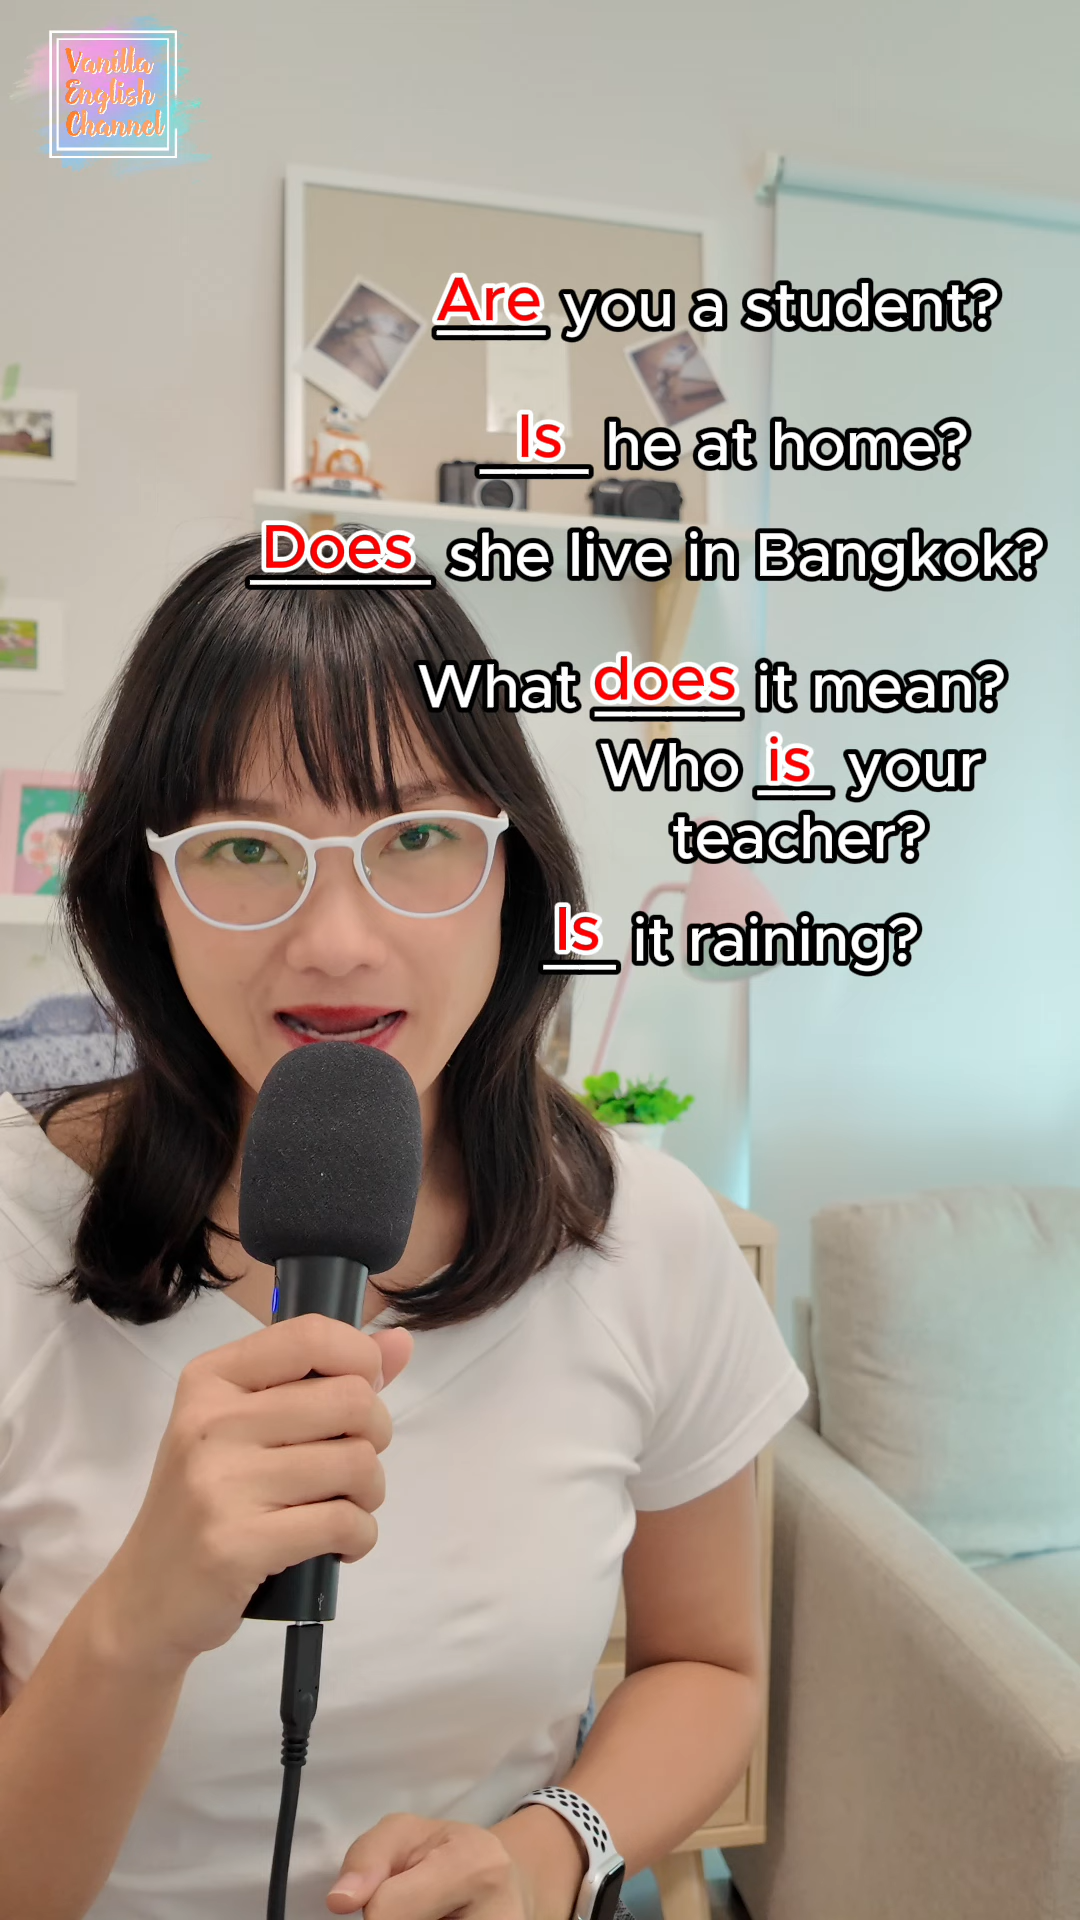 Vanilla
English
Channel
Are you a student?
Is he at home?
Does she live in Bangkok?
What does it mean?
Who is your
teacher?
Is it raining?